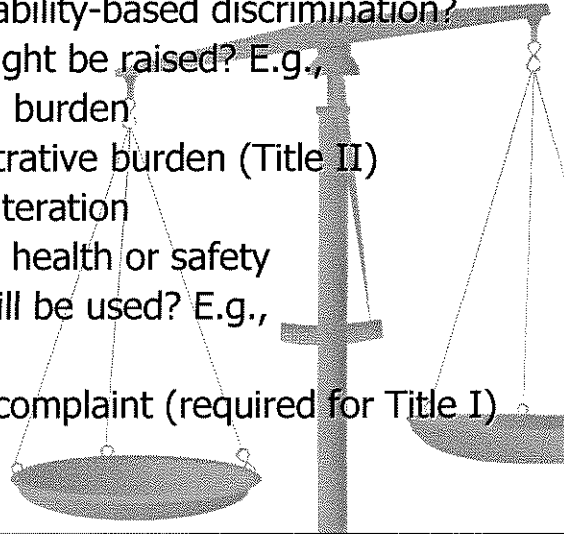 ability-based discrimination?
ght be raised? E.g.,
burden
trative burden (Title II)
teration
health or safety
ill be used? E.g.,
complaint (required for Title I)